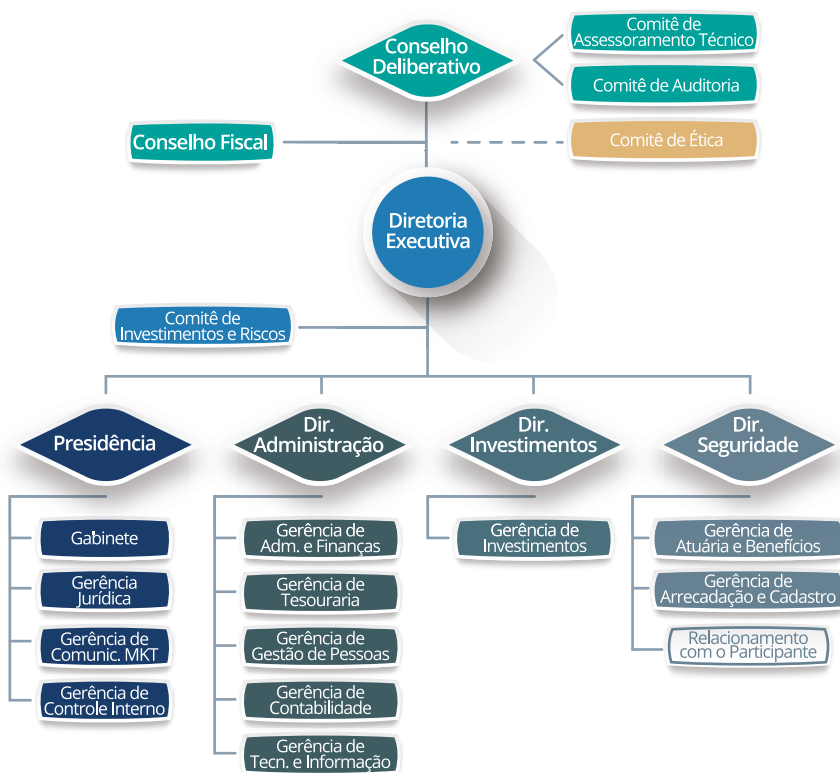 Conselho
Deliberativo
Comitê de
Assessoramento Técnico
Comitê de Auditoria
Conselho Fiscal
Comitê de Ética
Diretoria
Executiva
Comitê de
Investimentos e Riscos
Presidência
Dir.
Administração
Dir.
Investimentos
Dir.
Seguridade
Gabinete
Gerência
Jurídica
Gerência de
Comunic. MKT
Gerência de
Controle Interno
Gerência de
Adm. e Finanças
Gerência de
Tesouraria
Gerência de
Gestão de Pessoas
Gerência de
Contabilidade
Gerência de
Tecn. e Informação
Gerência de
Investimentos
Gerência de
Atuária e Benefícios
Gerência de
Arrecadação e Cadastro
Relacionamento
com o Participante